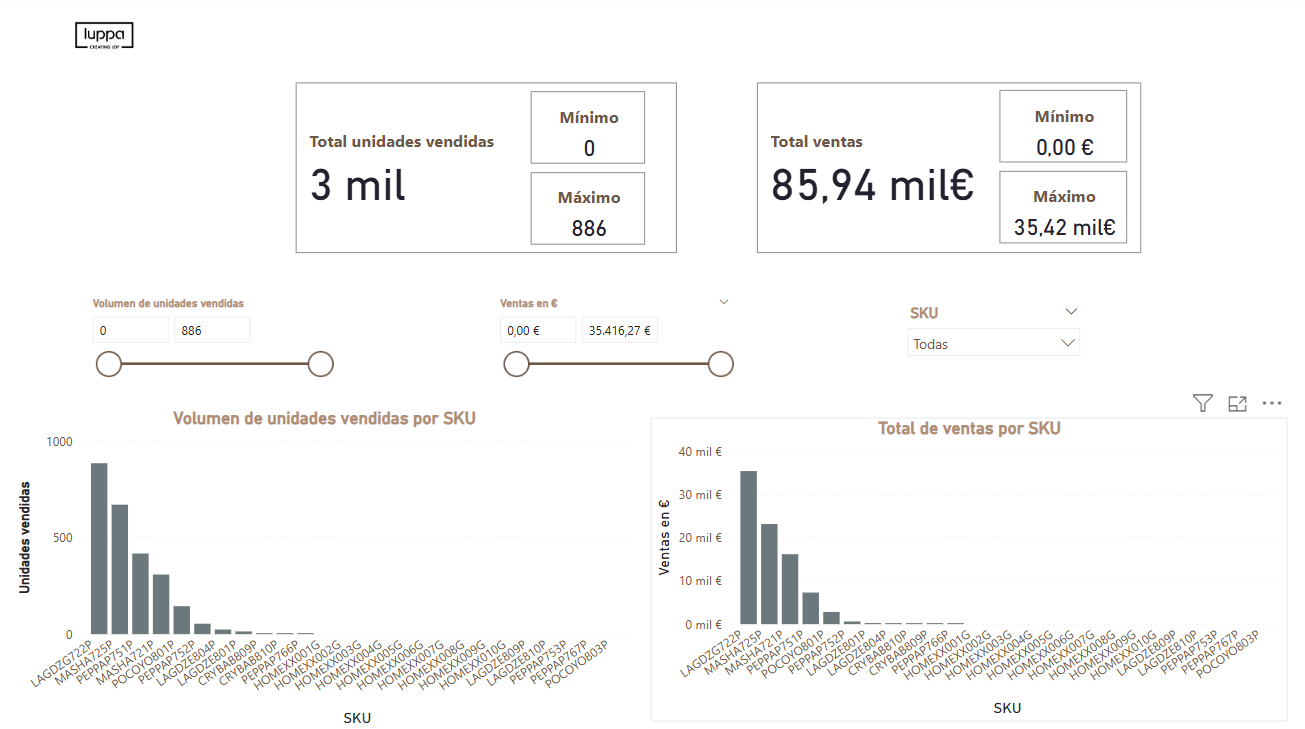 luppa
CREATING JOY
Total unidades vendidas
3 mil
Mínimo
0
Máximo
886
Total ventas
85,94 mil€
Mínimo
0,00 €
Máximo
35,42 mil€
Volumen de unidades vendidas
0
886
Ventas en €
0,00 €
35.416,27 €
SKU
Todas
Volumen de unidades vendidas por SKU
Unidades vendidas
1000
500
0
LAGDZG722P
MASHA725P
PEPPAP751P
MASHA721P
POCOYO801P
PEPPAP752P
LAGDZE804P
LAGDZE801P
CRYBAB809P
CRYBAB810P
PEPPAP766P
HOMEXX001G
HOMEXX002G
HOMEXX003G
HOMEXX004G
HOMEXX005G
HOMEXX006G
HOMEXX007G
HOMEXX008G
HOMEXX009G
HOMEXX010G
LAGDZE809P
LAGDZE810P
PEPPAP753P
PEPPAP767P
POCOYO803P
SKU
Total de ventas por SKU
Ventas en €
40 mil €
30 mil €
20 mil €
10 mil €
0 mil €
LAGDZG722P
MASHA725P
MASHA721P
PEPPAP751P
POCOYO801P
PEPPAP752P
LAGDZE801P
LAGDZE804P
CRYBAB810P
CRYBAB809P
PEPPAP766P
HOMEXX001G
HOMEXX002G
HOMEXX003G
HOMEXX004G
HOMEXX005G
HOMEXX006G
HOMEXX007G
HOMEXX008G
HOMEXX009G
HOMEXX010G
LAGDZE809P
LAGDZE810P
PEPPAP753P
PEPPAP767P
POCOYO803P
SKU